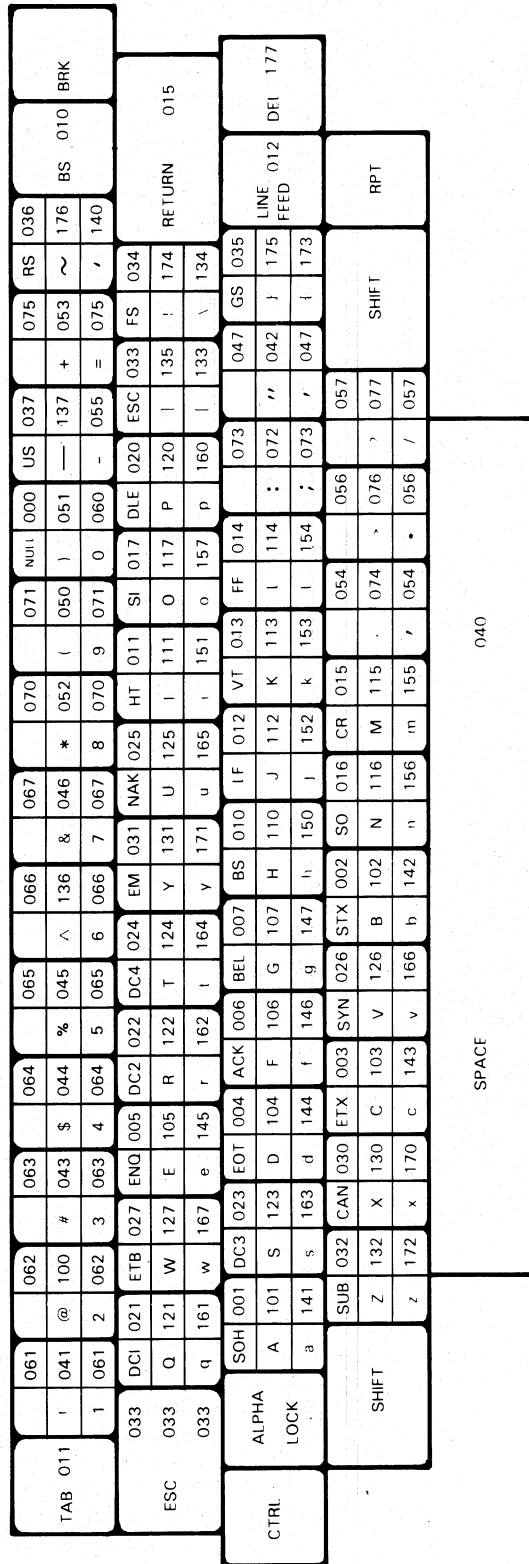 061 062 063 064 065 066 067 070 071 NULL 000 US 037 075 RS 036
TAB 011 ! 041 @ 100 # 043 $ 044 % 045 ^ 136 & 046 * 052 ( 050 ) 051 — 137 + 053 ~ 176 BS 010 BRK
1 061 2 062 3 063 4 064 5 065 6 066 7 067 8 070 9 071 0 060 - 055 = 075 ′ 140
033 DCI 021 ETB 027 ENQ 005 DC2 022 DC4 024 EM 031 NAK 025 HT 011 SI 017 DLE 020 ESC 033 FS 034
ESC 033 Q 121 W 127 E 105 R 122 T 124 Y 131 U 125 I 111 O 117 P 120 135 174 RETURN 015
033 q 161 w 167 e 145 r 162 t 164 y 171 u 165 i 151 o 157 p 160 133 \ 134
SOH 001 DC3 023 EOT 004 ACK 006 BEL 007 BS 010 LF 012 VT 013 FF 014 073 047 GS 035
CTRL ALPHA LOCK A 101 S 123 D 104 F 106 G 107 H 110 J 112 K 113 L 114 : 072 " 042 } 175 LINE FEED 012 DEL 177
a 141 s 163 d 144 f 146 g 147 h 150 j 152 k 153 l 154 ; 073 ' 047 { 173
SUB 032 CAN 030 ETX 003 SYN 026 STX 002 SO 016 CR 015 054 056 057
SHIFT Z 132 X 130 C 103 V 126 B 102 N 116 M 115 074 076 077 SHIFT RPT
z 172 x 170 c 143 v 166 b 142 n 156 m 155 , 054 . 056 / 057
SPACE 040